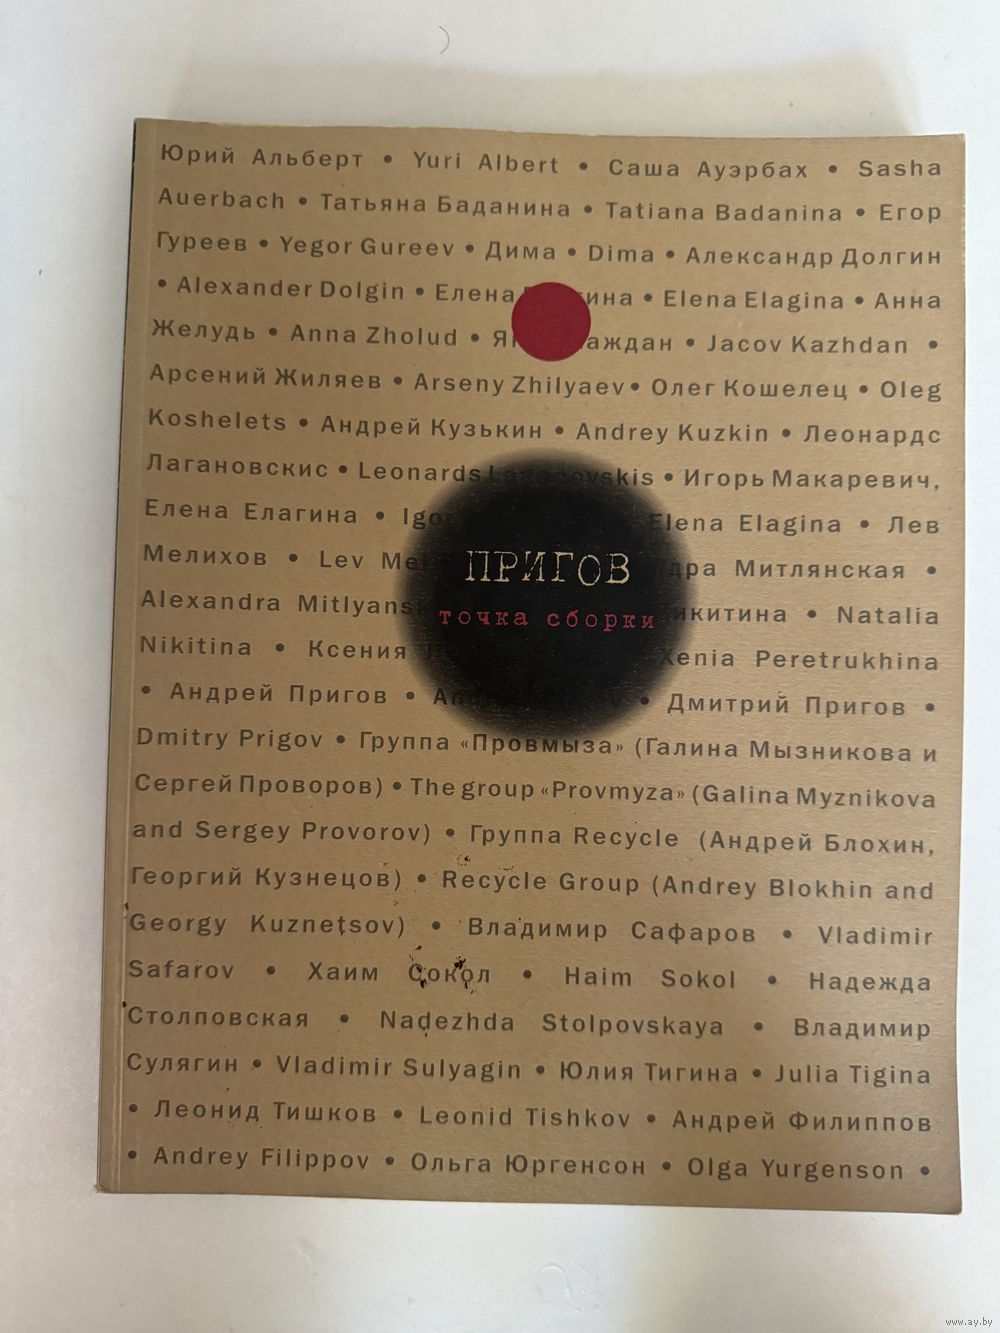 Юрий Альберт • Yuri Albert • Саша Ауэрбах • Sasha
Auerbach • Татьяна Баданина • Tatiana Badanina • Егор
Гуреев • Yegor Gureev • Дима • Dima • Александр Долгин
• Alexander Dolgin • Елена • Elena Elagina • Анна
Желудь • Anna Zholud • • Jacov Kazhdan •
Арсений Жиляев • Arseny Zhilyaev • Олег Кошелец • Oleg
Koshelets • Андрей Кузькин • Andrey Kuzkin • Леонардс
Лагановскис • Leonards Laganovskis • Игорь Макаревич,
Елена Елагина • Elena Elagina • Лев
Мелихов • Lev Митлянская •
ПРИГОВ
Alexandra • Natalia
точка сборки
Nikitina • Ксения Xenia Peretrukhina
• Андрей Пригов • • Дмитрий Пригов •
Dmitry Prigov • Группа «Провмыза» (Галина Мызникова и
Сергей Проворов) • The group «Provmyza» (Galina Myznikova
and Sergey Provorov) • Группа Recycle (Андрей Блохин,
Георгий Кузнецов) • Recycle Group (Andrey Blokhin and
Georgy Kuznetsov) • Владимир Сафаров • Vladimir
Safarov • Хаим Сокол • Haim Sokol • Надежда
Столповская • Nadezhda Stolpovskaya • Владимир
Сулягин • Vladimir Sulyagin • Юлия Тигина • Julia Tigina
• Леонид Тишков • Leonid Tishkov • Андрей Филиппов
• Andrey Filippov • Ольга Юргенсон • Olga Yurgenson •
www.ay.by